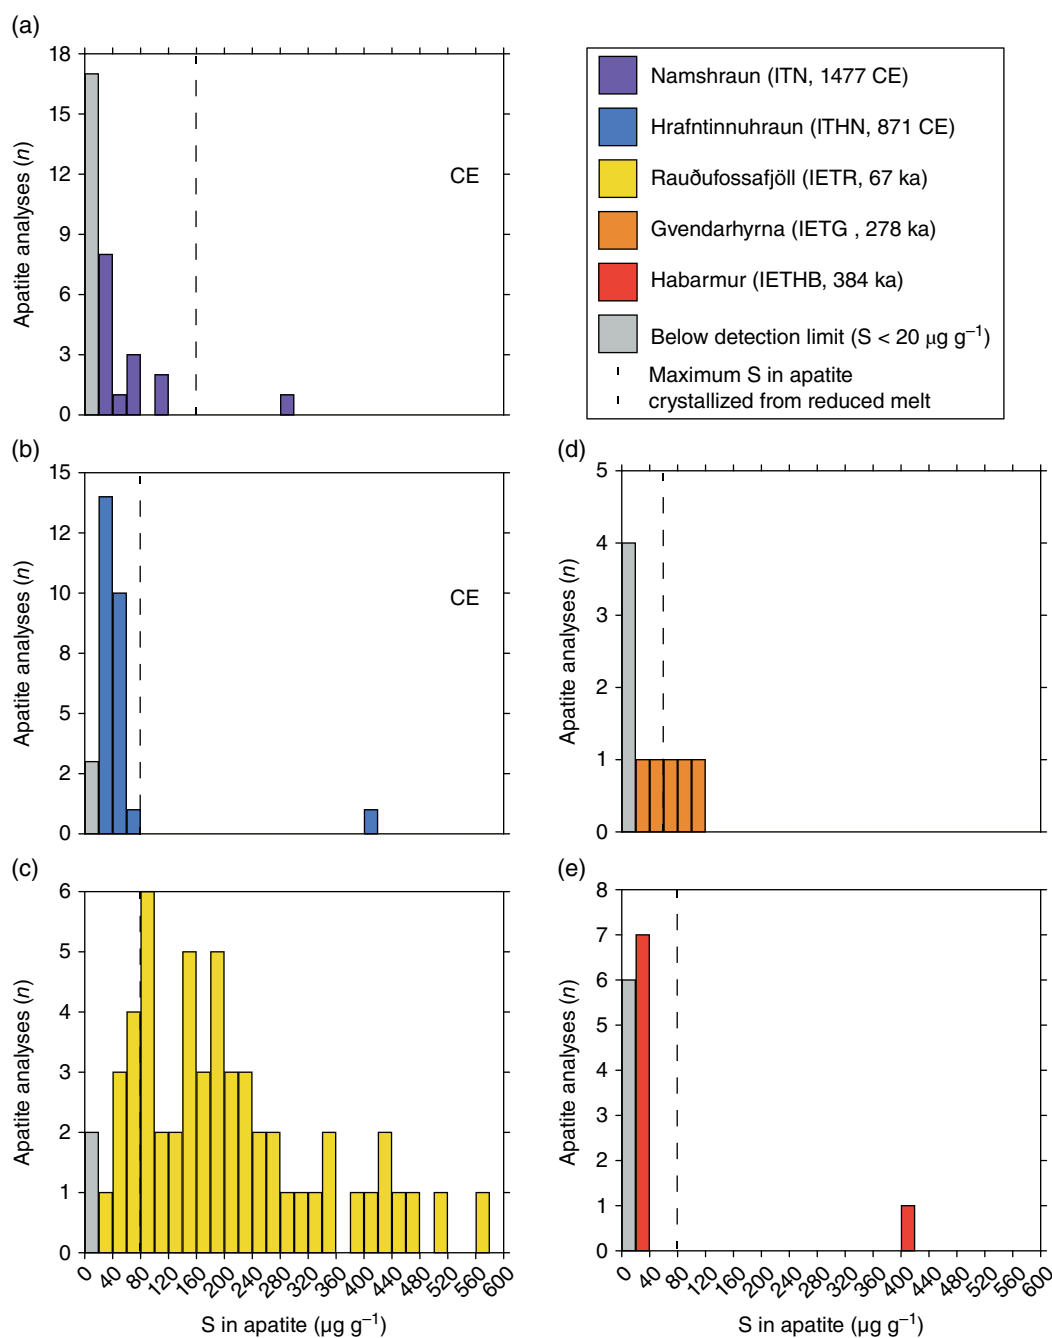 (a)
18
15
12
9
6
3
0
Apatite analyses (n)
CE
Namshraun (ITN, 1477 CE)
Hrafntinnuhraun (ITHN, 871 CE)
Rauðufossafjöll (IETR, 67 ka)
Gvendarhyrna (IETG , 278 ka)
Habarmur (IETHB, 384 ka)
Below detection limit (S < 20 µg g⁻¹)
Maximum S in apatite
crystallized from reduced melt
(b)
15
13
10
8
5
2
0
Apatite analyses (n)
CE
(d)
5
4
3
2
1
0
Apatite analyses (n)
(c)
6
5
4
3
2
1
0
Apatite analyses (n)
0 40 80 120 160 200 240 280 320 360 400 440 480 520 560 600
S in apatite (µg g⁻¹)
(e)
8
7
6
5
4
3
2
1
0
Apatite analyses (n)
0 40 80 120 160 200 240 280 320 360 400 440 480 520 560 600
S in apatite (µg g⁻¹)